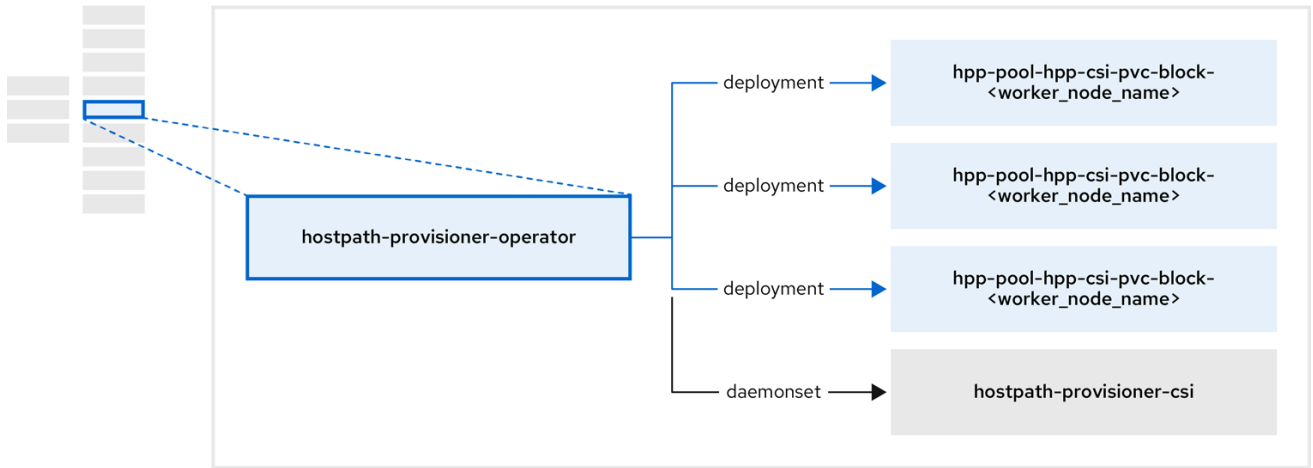 deployment
hpp-pool-hpp-csi-pvc-block-
<worker_node_name>
deployment
hpp-pool-hpp-csi-pvc-block-
<worker_node_name>
hostpath-provisioner-operator
deployment
hpp-pool-hpp-csi-pvc-block-
<worker_node_name>
daemonset
hostpath-provisioner-csi